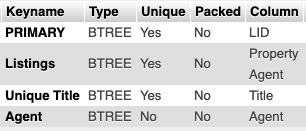 Keyname Type Unique Packed Column
PRIMARY BTREE Yes No LID
Listings BTREE Yes No Property
Agent
Unique Title BTREE Yes No Title
Agent BTREE No No Agent